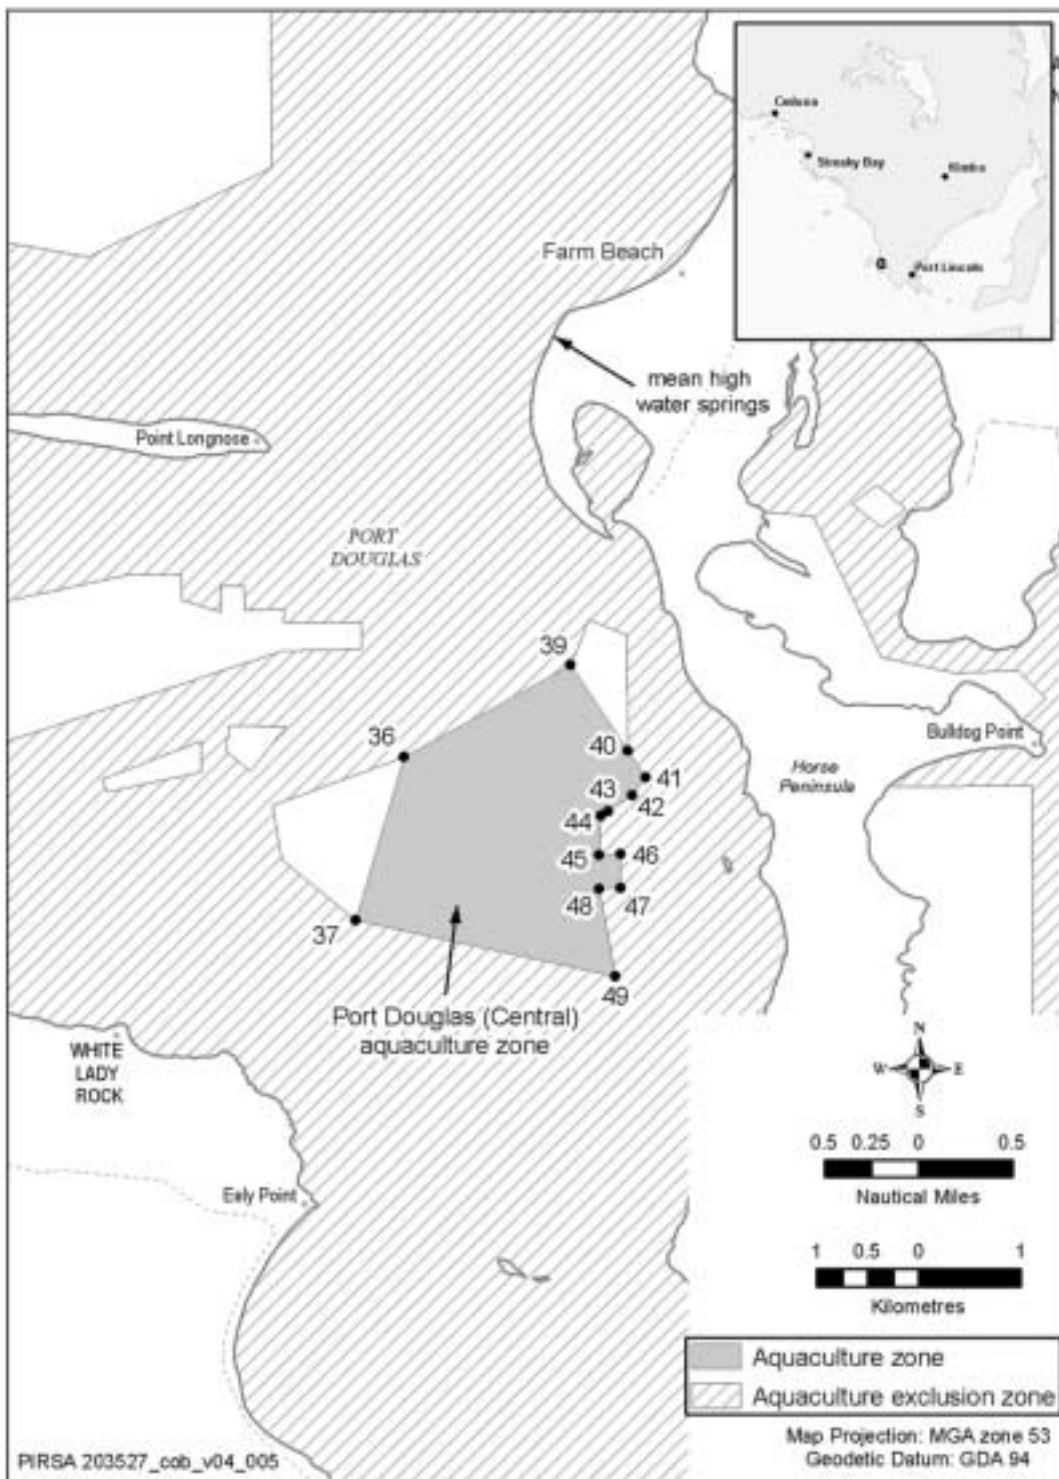 Ceduna
Streaky Bay
Kimba
Port Lincoln
Farm Beach
mean high
water springs
Point Longnose
PORT
DOUGLAS
39
36
40
Bulldog Point
41
Horse
Peninsula
43
42
44
45
46
48
47
37
49
Port Douglas (Central)
aquaculture zone
WHITE
LADY
ROCK
N
W
E
S
0.5 0.25 0 0.5
Nautical Miles
Eely Point
1 0.5 0 1
Kilometres
Aquaculture zone
Aquaculture exclusion zone
Map Projection: MGA zone 53
Geodetic Datum: GDA 94
PIRSA 203527_cob_v04_005